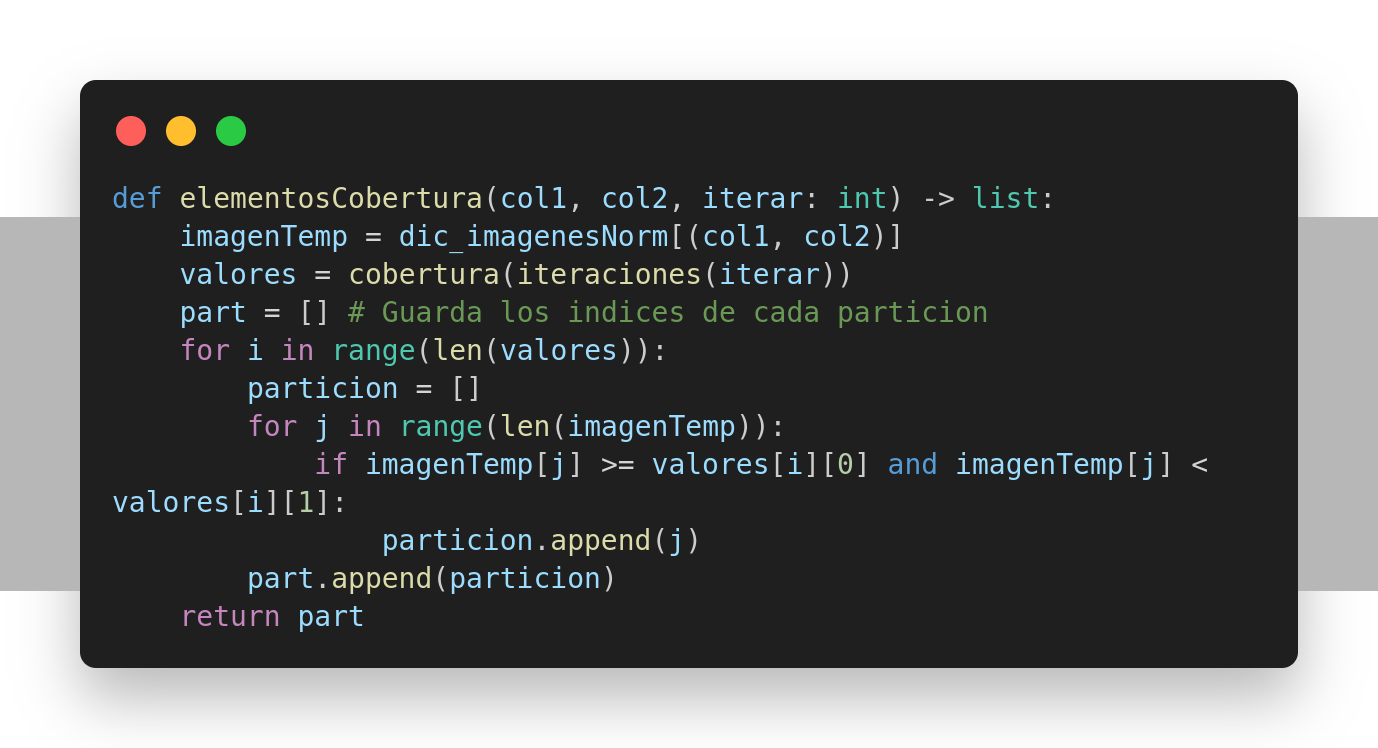 def elementosCobertura(col1, col2, iterar: int) -> list:
    imagenTemp = dic_imagenesNorm[(col1, col2)]
    valores = cobertura(iteraciones(iterar))
    part = [] # Guarda los indices de cada particion
    for i in range(len(valores)):
        particion = []
        for j in range(len(imagenTemp)):
            if imagenTemp[j] >= valores[i][0] and imagenTemp[j] <
valores[i][1]:
                particion.append(j)
        part.append(particion)
    return part